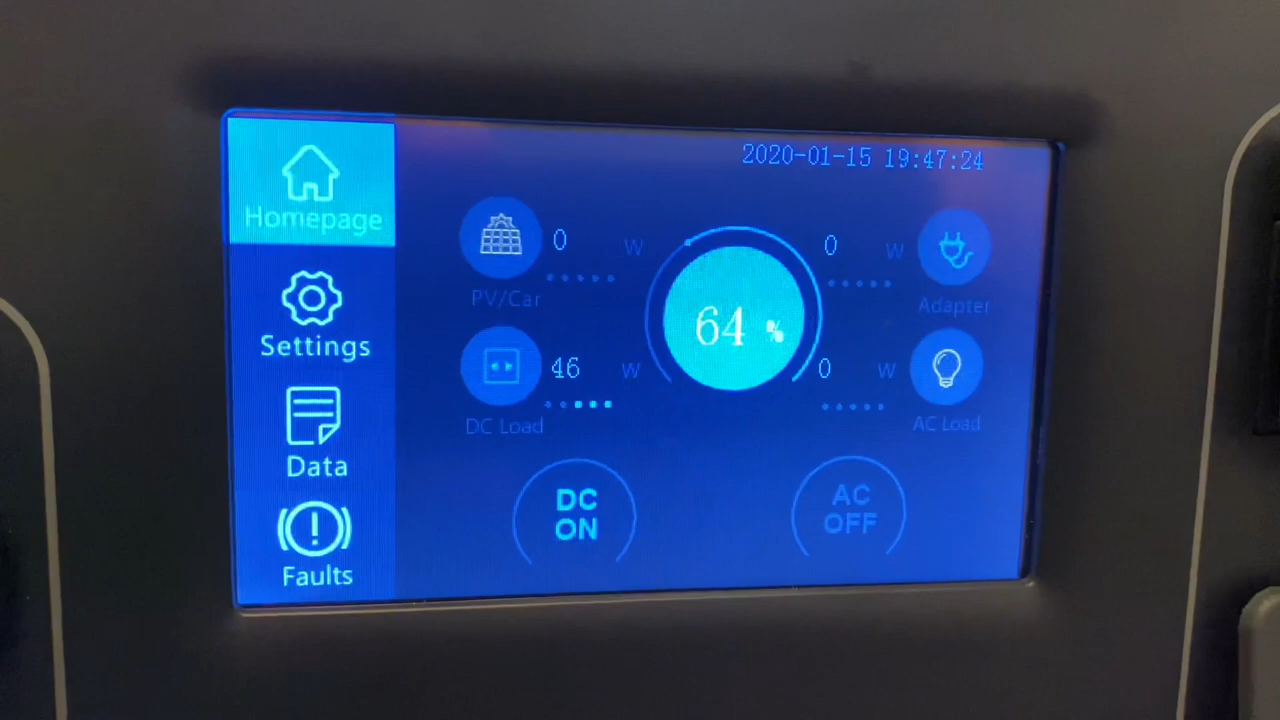 2020-01-15 19:47:24
Homepage
Settings
Data
Faults
0 W
PV/Car
46 W
DC Load
64 %
0 W
Adapter
0 W
AC Load
DC
ON
AC
OFF